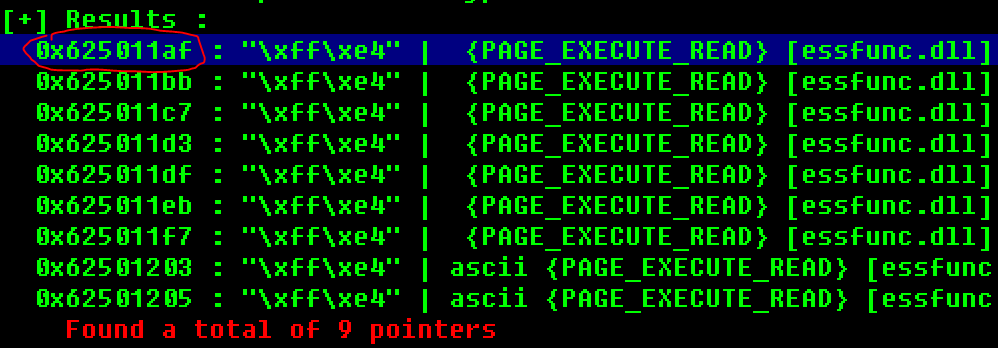 [+] Results :
0x625011af : "\xff\xe4" | {PAGE_EXECUTE_READ} [essfunc.dll]
0x625011bb : "\xff\xe4" | {PAGE_EXECUTE_READ} [essfunc.dll]
0x625011c7 : "\xff\xe4" | {PAGE_EXECUTE_READ} [essfunc.dll]
0x625011d3 : "\xff\xe4" | {PAGE_EXECUTE_READ} [essfunc.dll]
0x625011df : "\xff\xe4" | {PAGE_EXECUTE_READ} [essfunc.dll]
0x625011eb : "\xff\xe4" | {PAGE_EXECUTE_READ} [essfunc.dll]
0x625011f7 : "\xff\xe4" | {PAGE_EXECUTE_READ} [essfunc.dll]
0x62501203 : "\xff\xe4" | ascii {PAGE_EXECUTE_READ} [essfunc
0x62501205 : "\xff\xe4" | ascii {PAGE_EXECUTE_READ} [essfunc
Found a total of 9 pointers